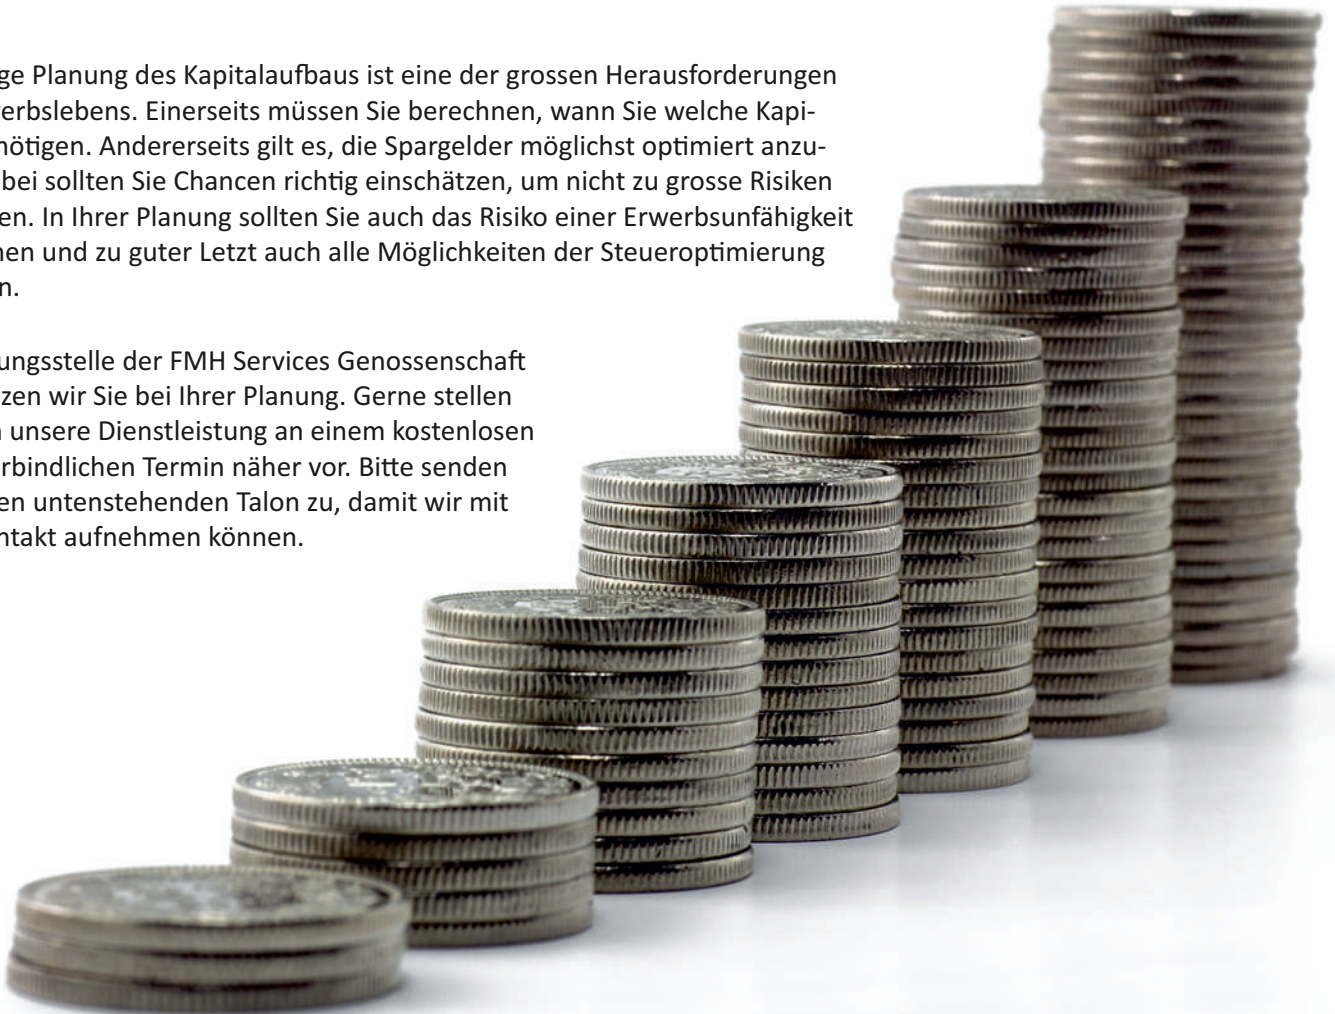 ge Planung des Kapitalaufbaus ist eine der grossen Herausforderungen
erbslebens. Einerseits müssen Sie berechnen, wann Sie welche Kapi-
nötigen. Andererseits gilt es, die Spargelder möglichst optimiert anzu-
bei sollten Sie Chancen richtig einschätzen, um nicht zu grosse Risiken
en. In Ihrer Planung sollten Sie auch das Risiko einer Erwerbsunfähigkeit
nen und zu guter Letzt auch alle Möglichkeiten der Steueroptimierung
n.
ungsstelle der FMH Services Genossenschaft
zen wir Sie bei Ihrer Planung. Gerne stellen
n unsere Dienstleistung an einem kostenlosen
erbindlichen Termin näher vor. Bitte senden
en untenstehenden Talon zu, damit wir mit
ntakt aufnehmen können.